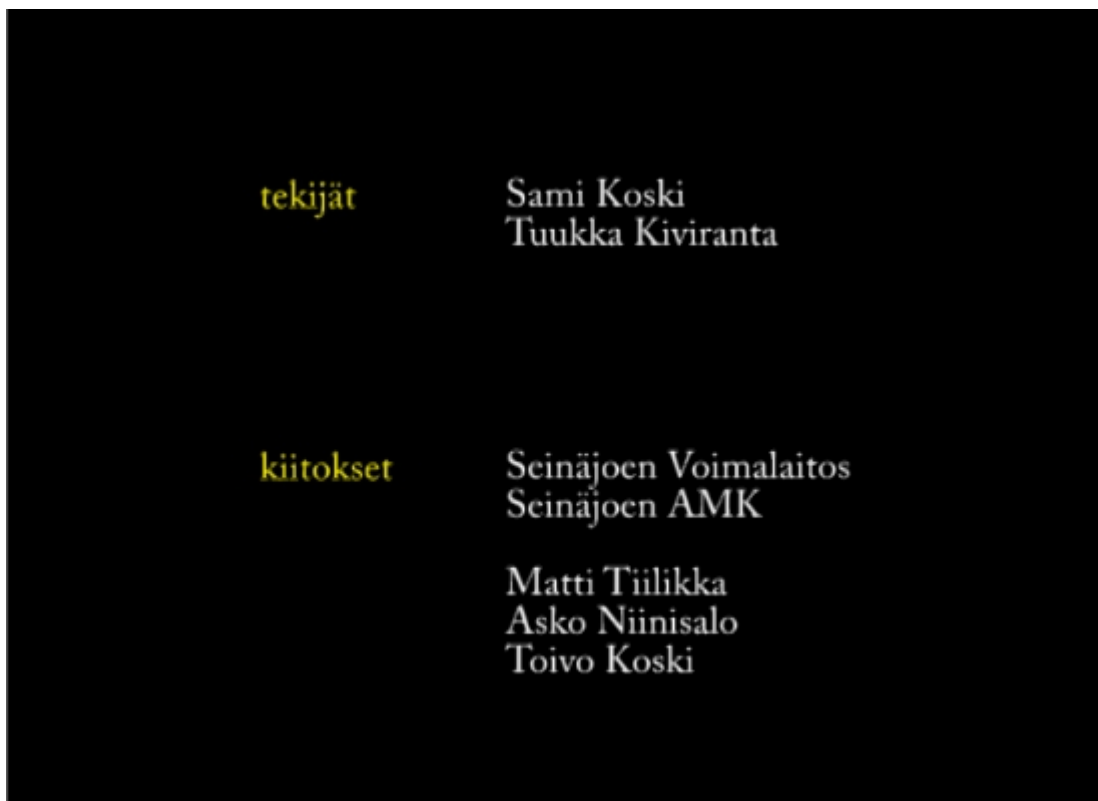 tekijät Sami Koski
Tuukka Kiviranta
kiitokset Seinäjoen Voimalaitos
Seinäjoen AMK
Matti Tiilikka
Asko Niinisalo
Toivo Koski